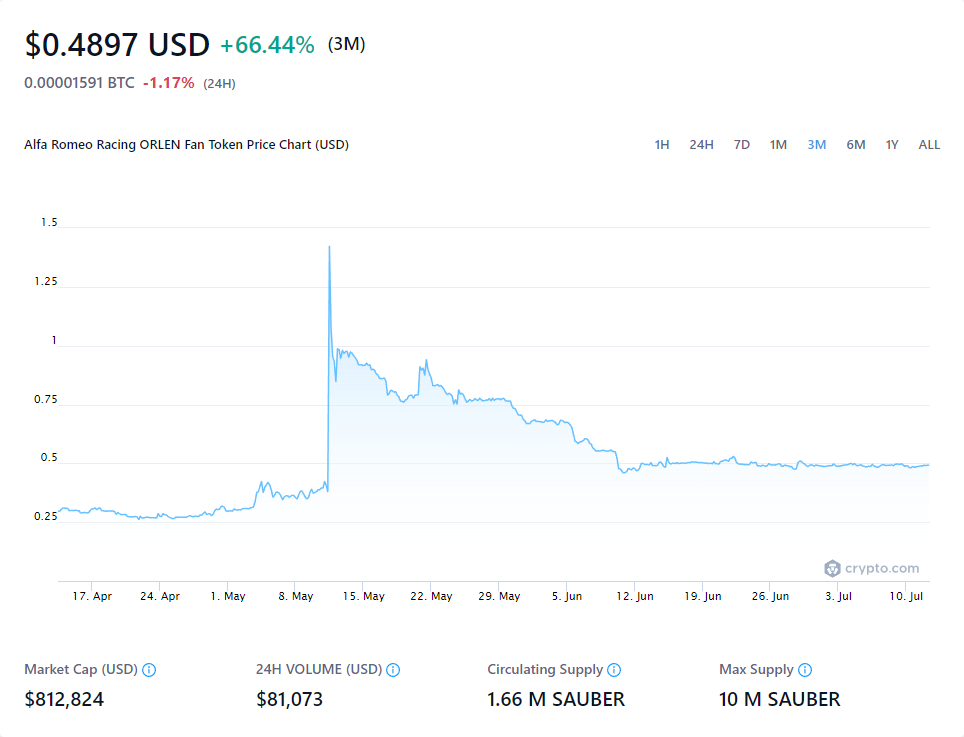 $0.4897 USD +66.44% (3M)
0.00001591 BTC -1.17% (24H)
Alfa Romeo Racing ORLEN Fan Token Price Chart (USD) 1H 24H 7D 1M 3M 6M 1Y ALL
1.5
1.25
1
0.75
0.5
0.25
crypto.com
17. Apr 24. Apr 1. May 8. May 15. May 22. May 29. May 5. Jun 12. Jun 19. Jun 26. Jun 3. Jul 10. Jul
Market Cap (USD) 24H VOLUME (USD) Circulating Supply Max Supply
$812,824 $81,073 1.66 M SAUBER 10 M SAUBER